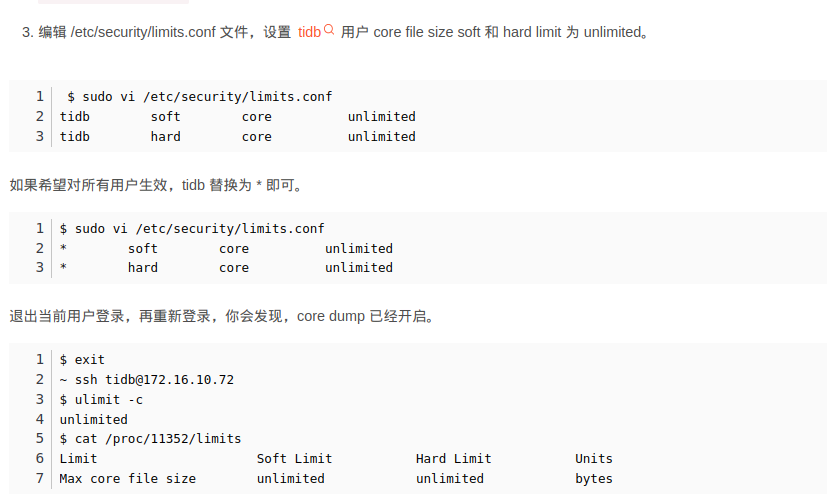 3. 编辑 /etc/security/limits.conf 文件，设置 tidb 用户 core file size soft 和 hard limit 为 unlimited。
1 $ sudo vi /etc/security/limits.conf
2 tidb soft core unlimited
3 tidb hard core unlimited
如果希望对所有用户生效，tidb 替换为 * 即可。
1 $ sudo vi /etc/security/limits.conf
2 * soft core unlimited
3 * hard core unlimited
退出当前用户登录，再重新登录，你会发现，core dump 已经开启。
1 $ exit
2 ~ ssh tidb@172.16.10.72
3 $ ulimit -c
4 unlimited
5 $ cat /proc/11352/limits
6 Limit Soft Limit Hard Limit Units
7 Max core file size unlimited unlimited bytes